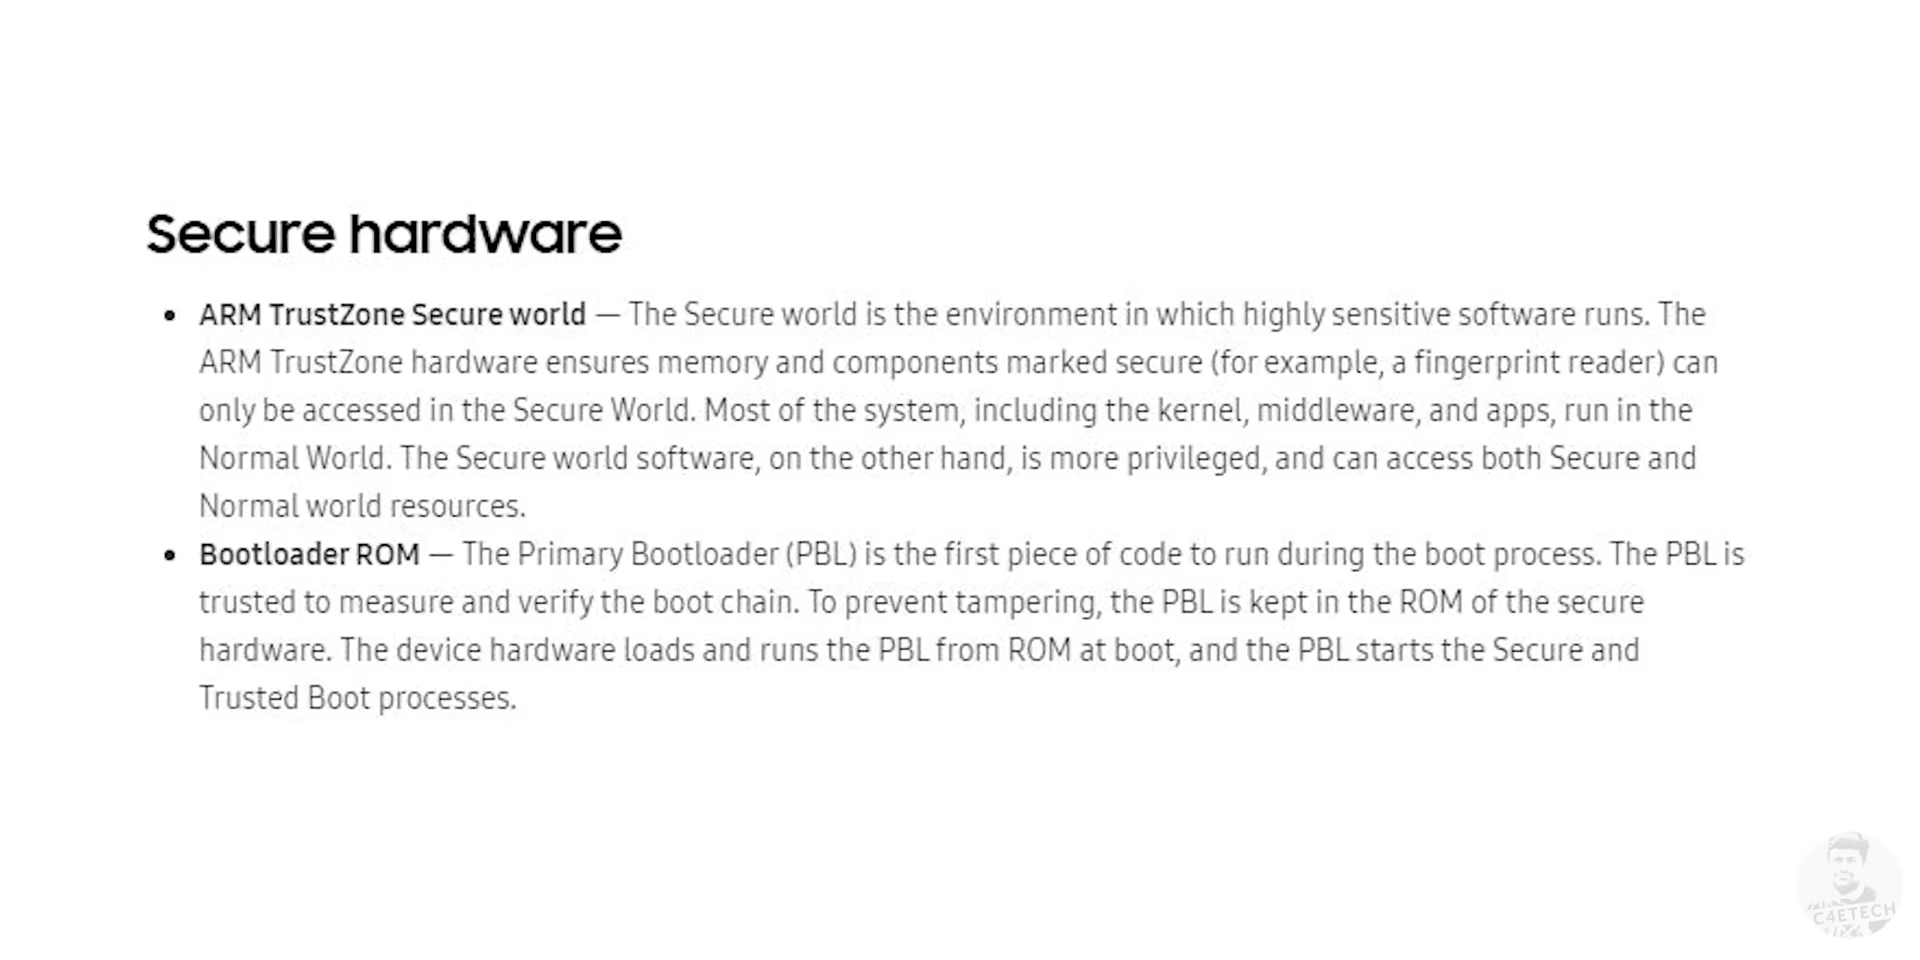 Secure hardware
• ARM TrustZone Secure world — The Secure world is the environment in which highly sensitive software runs. The
ARM TrustZone hardware ensures memory and components marked secure (for example, a fingerprint reader) can
only be accessed in the Secure World. Most of the system, including the kernel, middleware, and apps, run in the
Normal World. The Secure world software, on the other hand, is more privileged, and can access both Secure and
Normal world resources.
• Bootloader ROM — The Primary Bootloader (PBL) is the first piece of code to run during the boot process. The PBL is
trusted to measure and verify the boot chain. To prevent tampering, the PBL is kept in the ROM of the secure
hardware. The device hardware loads and runs the PBL from ROM at boot, and the PBL starts the Secure and
Trusted Boot processes.
C4ETECH